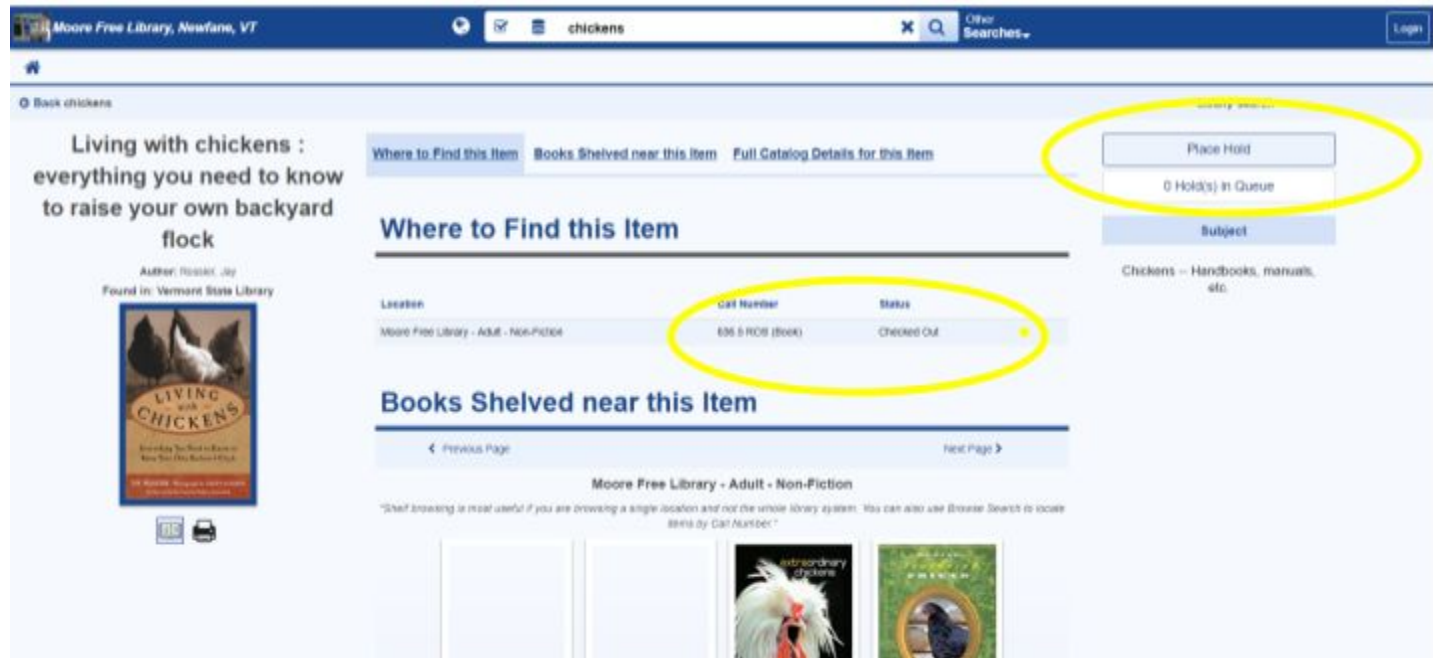 Moore Free Library, Newfane, VT
chickens
Other
Searches
Login
Back chickens
Living with chickens :
everything you need to know
to raise your own backyard
flock
Author: Rossier, Jay
Found in: Vermont State Library
LIVING
with
CHICKENS
Where to Find this Item
Books Shelved near this Item
Full Catalog Details for this Item
Where to Find this Item
Location
Call Number
Status
Moore Free Library - Adult - Non-Fiction
(Book)
Checked Out
Books Shelved near this Item
Previous Page
Next Page
Moore Free Library - Adult - Non-Fiction
"Shelf browsing is most useful if you are browsing a single location and not the whole library system. You can also use Browse Search to locate
items by Call Number."
extraordinary
chickens
Place Hold
0 Hold(s) in Queue
Subject
Chickens -- Handbooks, manuals,
etc.